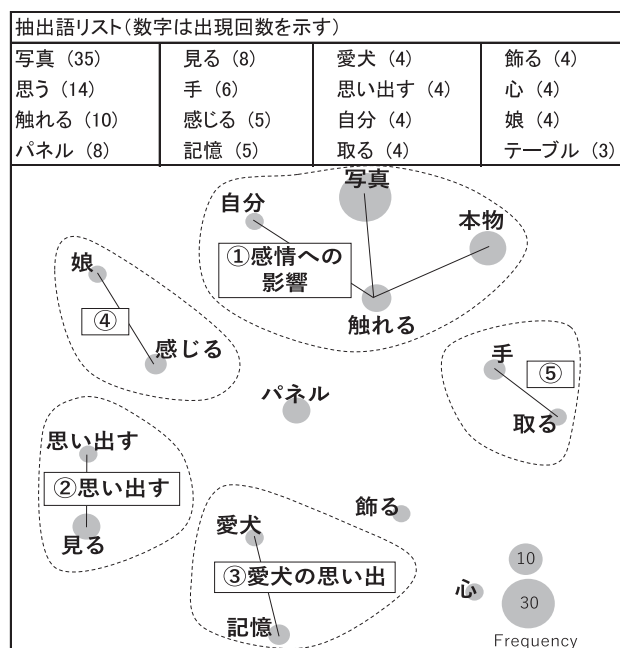 抽出語リスト（数字は出現回数を示す）
写真（35） 見る（8） 愛犬（4） 飾る（4）
思う（14） 手（6） 思い出す（4） 心（4）
触れる（10） 感じる（5） 自分（4） 娘（4）
パネル（8） 記憶（5） 取る（4） テーブル（3）
写真
自分
本物
①感情への
影響
触れる
娘
④
感じる
手
⑤
取る
パネル
思い出す
②思い出す
見る
飾る
愛犬
③愛犬の思い出
記憶
心
10
30
Frequency